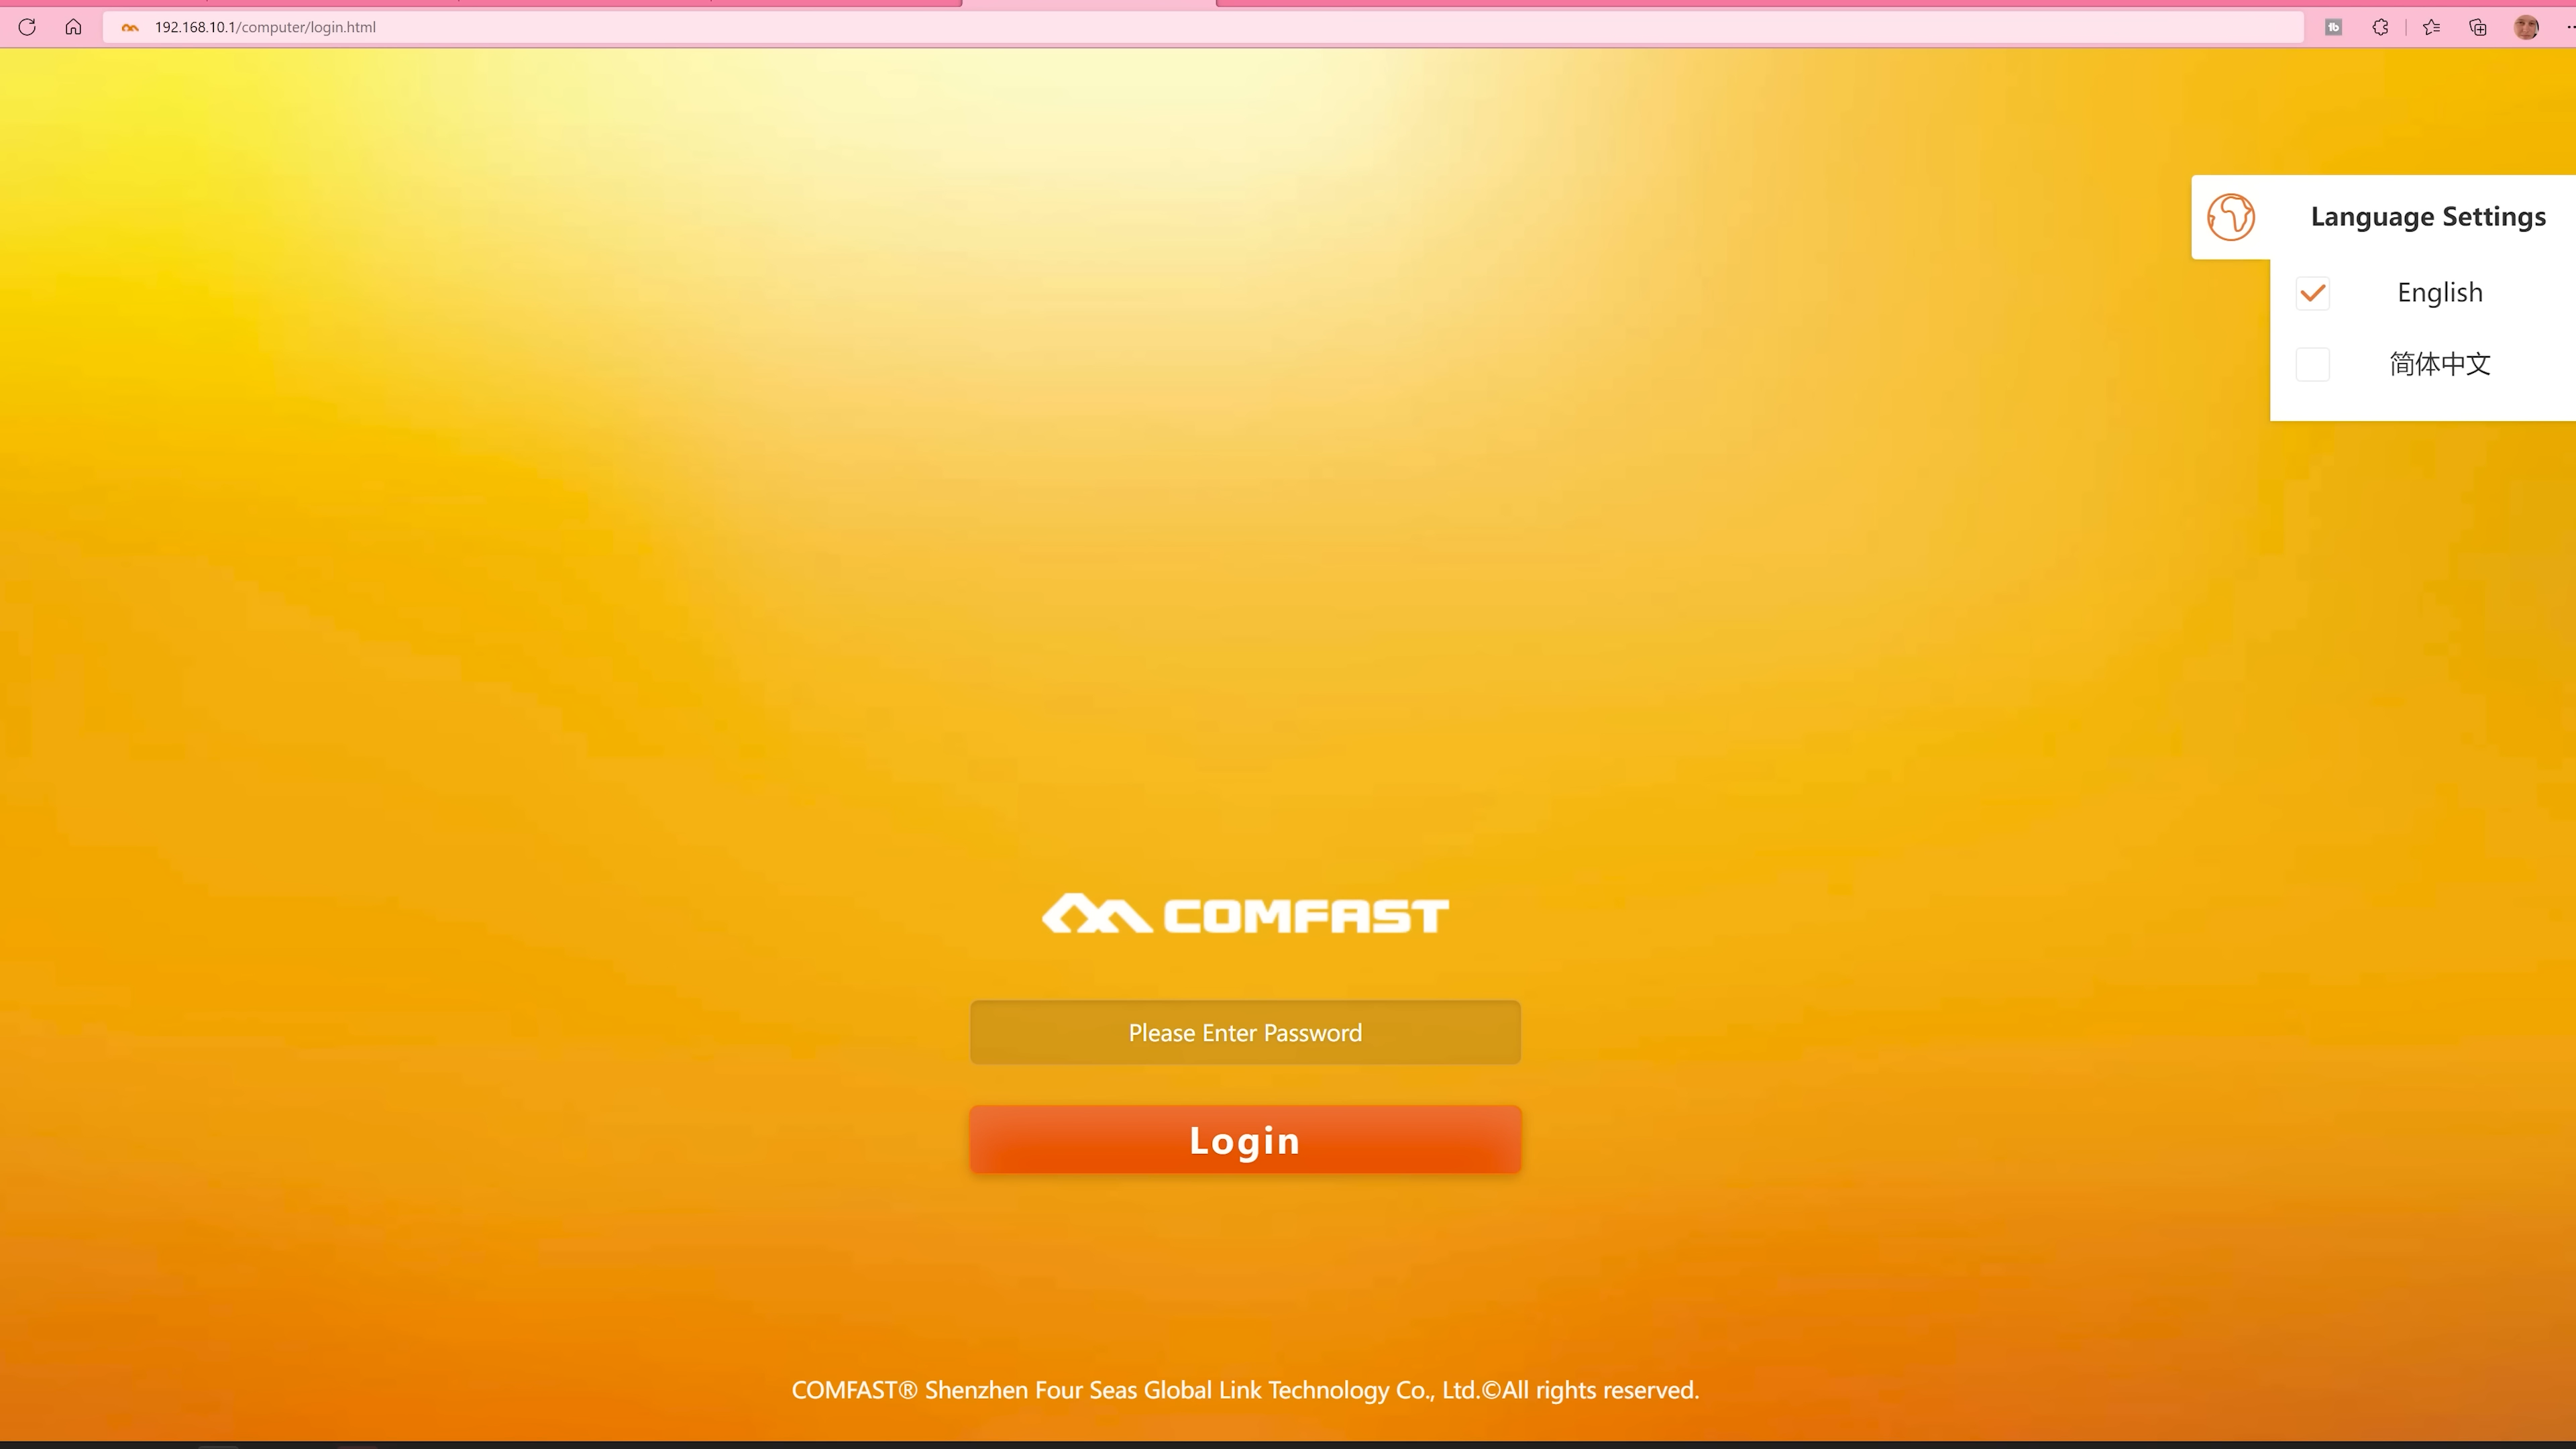 192.168.10.1/computer/login.html
Language Settings
English
简体中文
COMFAST
Please Enter Password
Login
COMFAST® Shenzhen Four Seas Global Link Technology Co., Ltd.©All rights reserved.